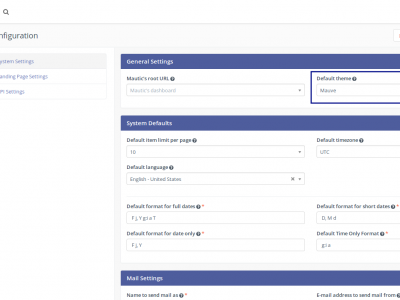 nfiguration
ystem Settings
anding Page Settings
PI Settings
General Settings
Mautic's root URL
Default theme
Mautic's dashboard
Mauve
System Defaults
Default item limit per page
Default timezone
10
UTC
Default language
English - United States
Default format for full dates *
Default format for short dates *
F j, Y g:i a T
D, M d
Default format for date only *
Default Time Only Format *
F j, Y
g:i a
Mail Settings
Name to send mail as *
E-mail address to send mail from